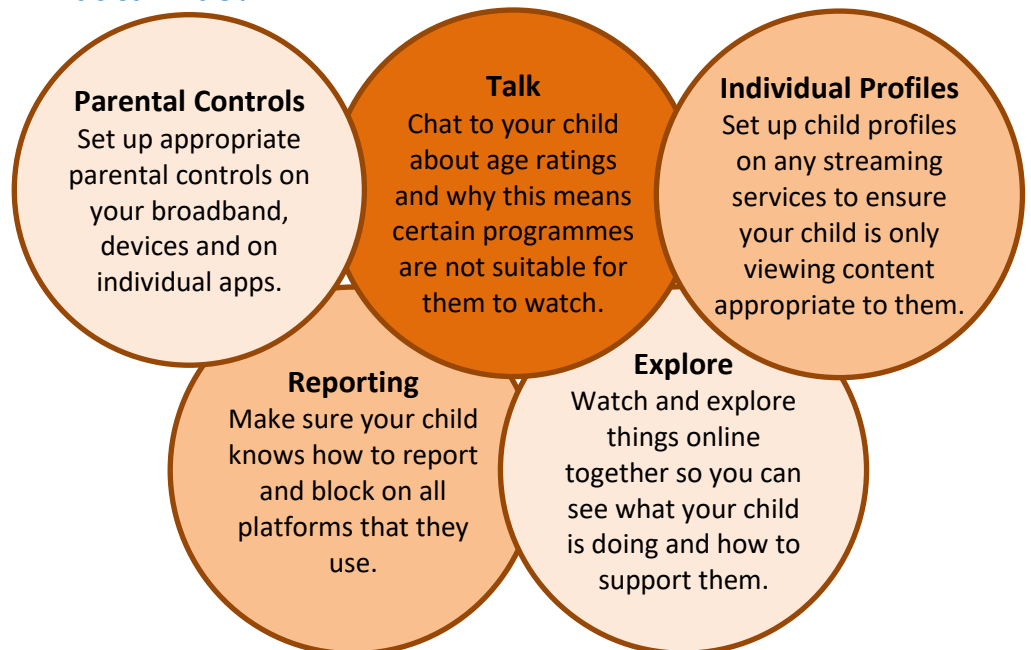 Parental Controls
Set up appropriate
parental controls on
your broadband,
devices and on
individual apps.
Talk
Chat to your child
about age ratings
and why this means
certain programmes
are not suitable for
them to watch.
Individual Profiles
Set up child profiles
on any streaming
services to ensure
your child is only
viewing content
appropriate to them.
Reporting
Make sure your child
knows how to report
and block on all
platforms that they
use.
Explore
Watch and explore
things online
together so you can
see what your child
is doing and how to
support them.